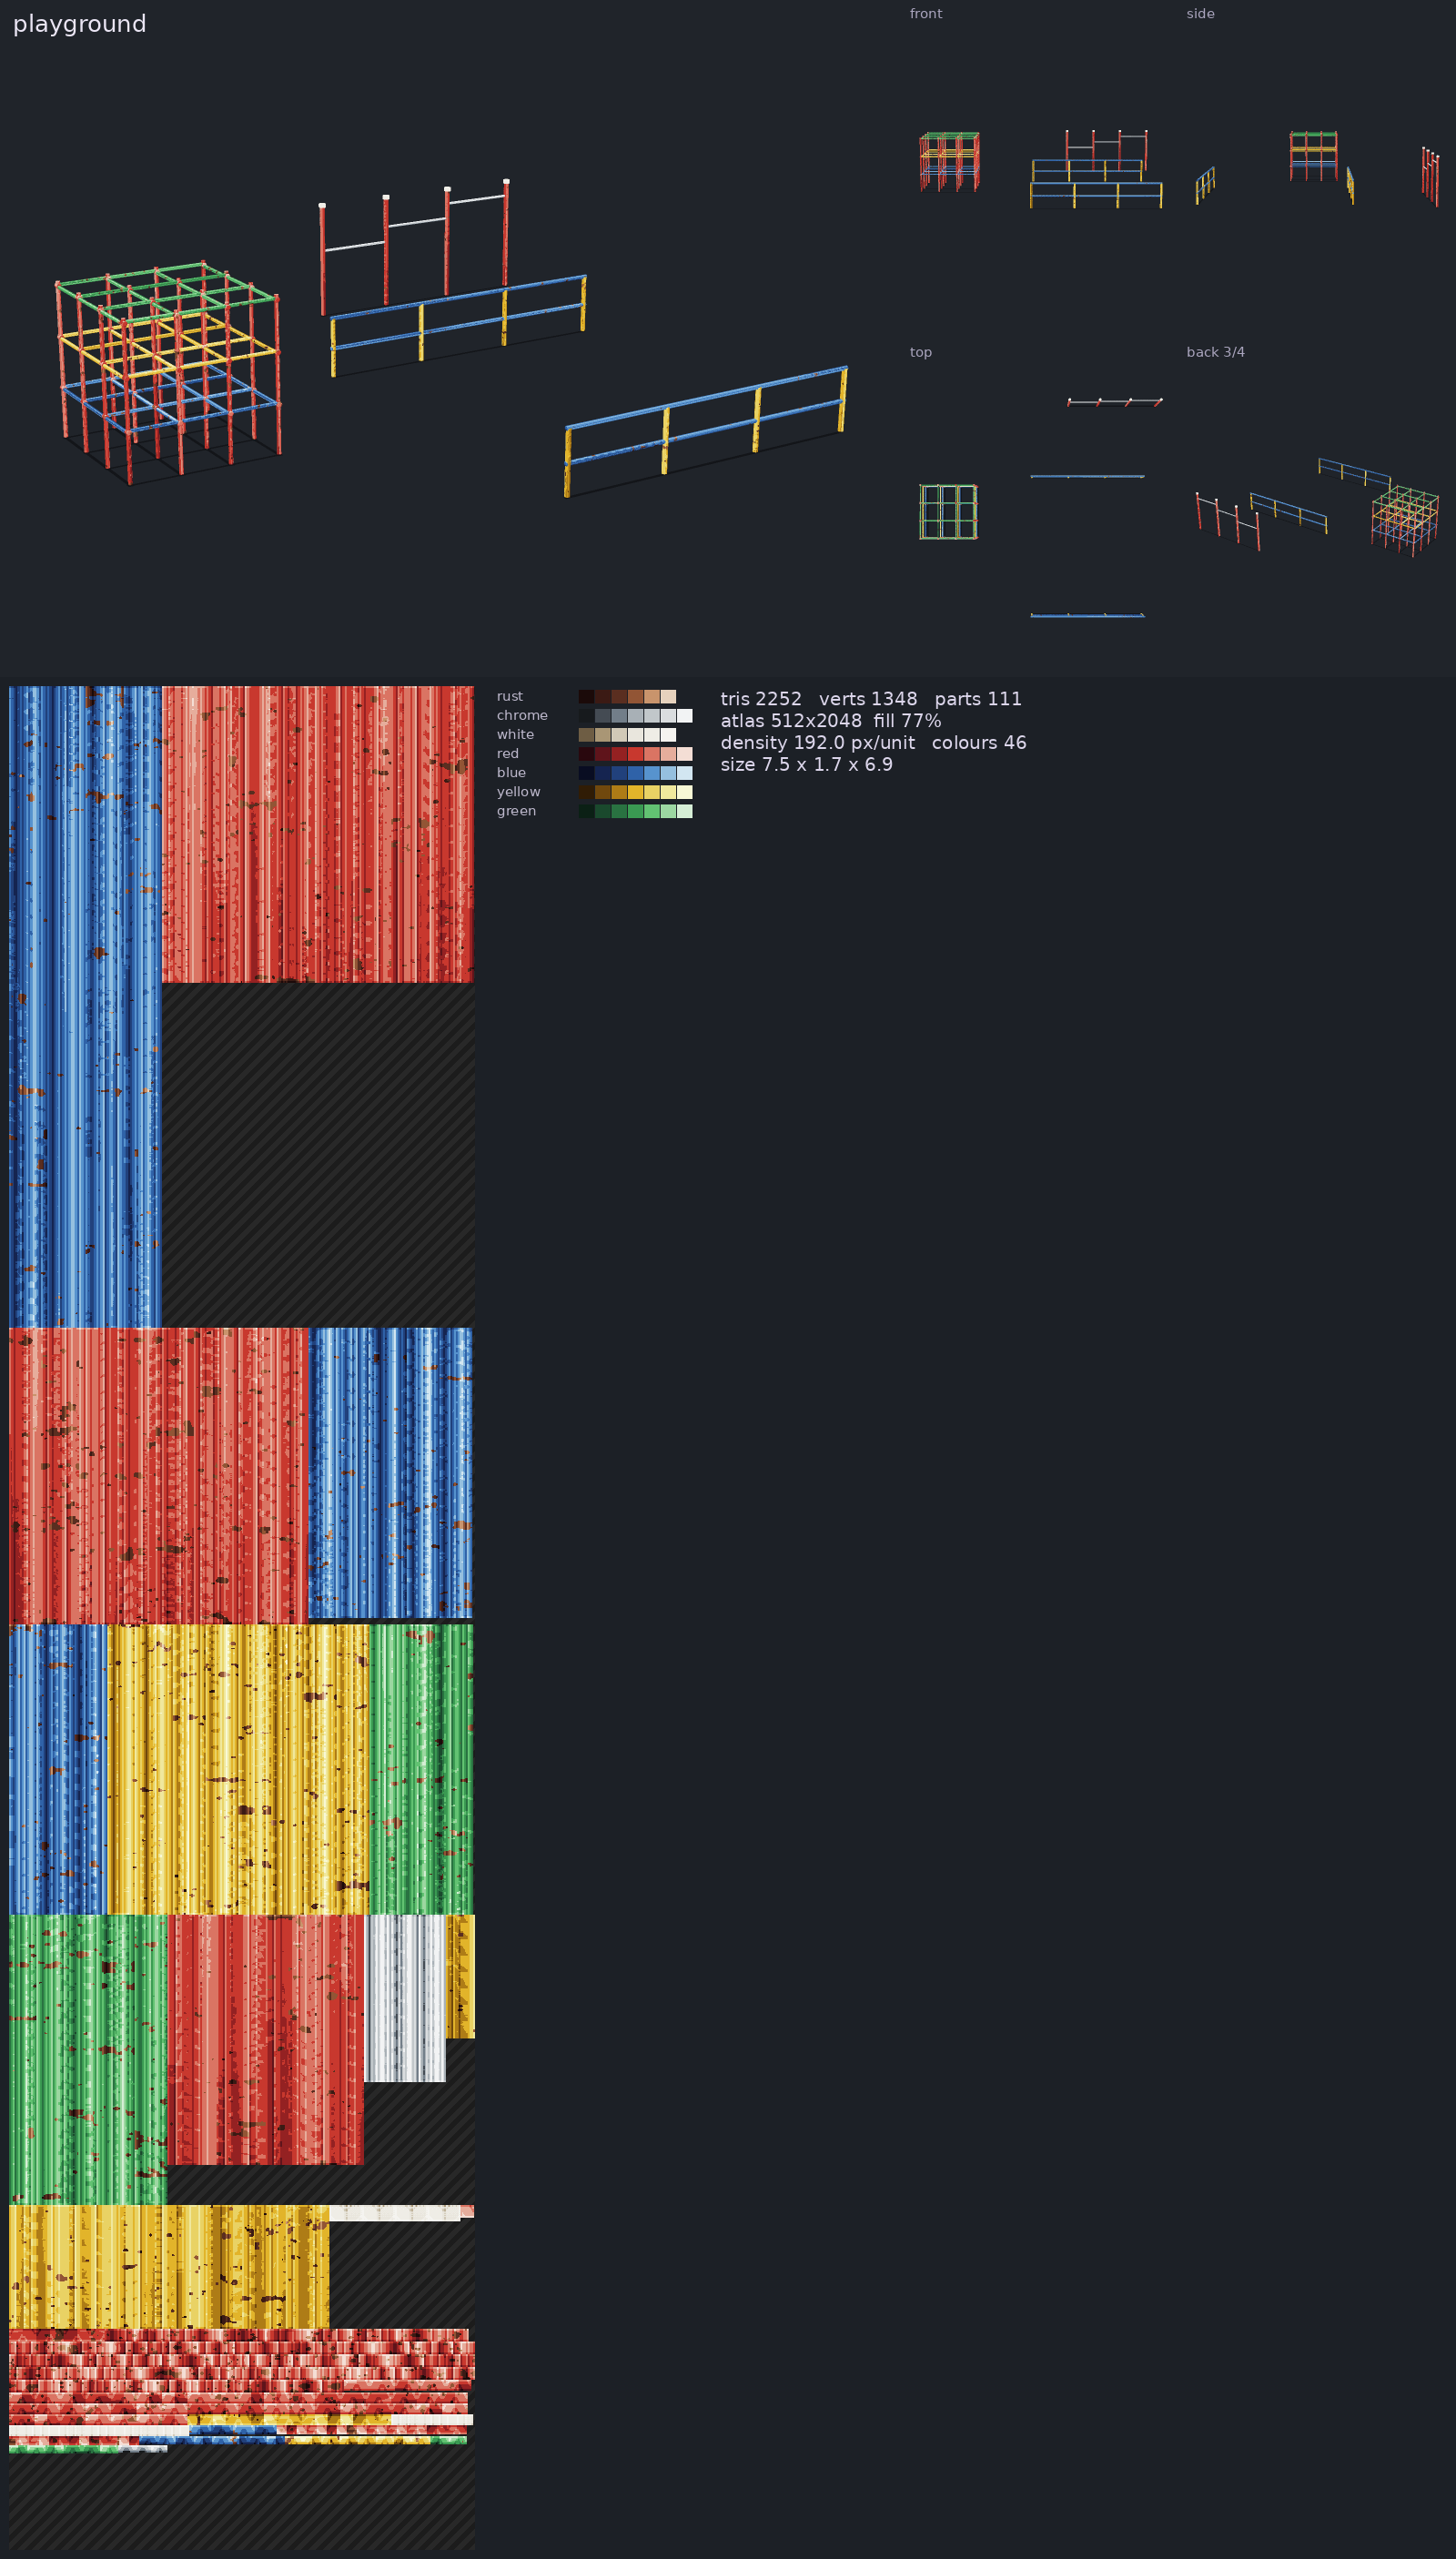 playground
front
side
top
back 3/4
rust
chrome
white
red
blue
yellow
green
tris 2252 verts 1348 parts 111
atlas 512x2048 fill 77%
density 192.0 px/unit colours 46
size 7.5 x 1.7 x 6.9